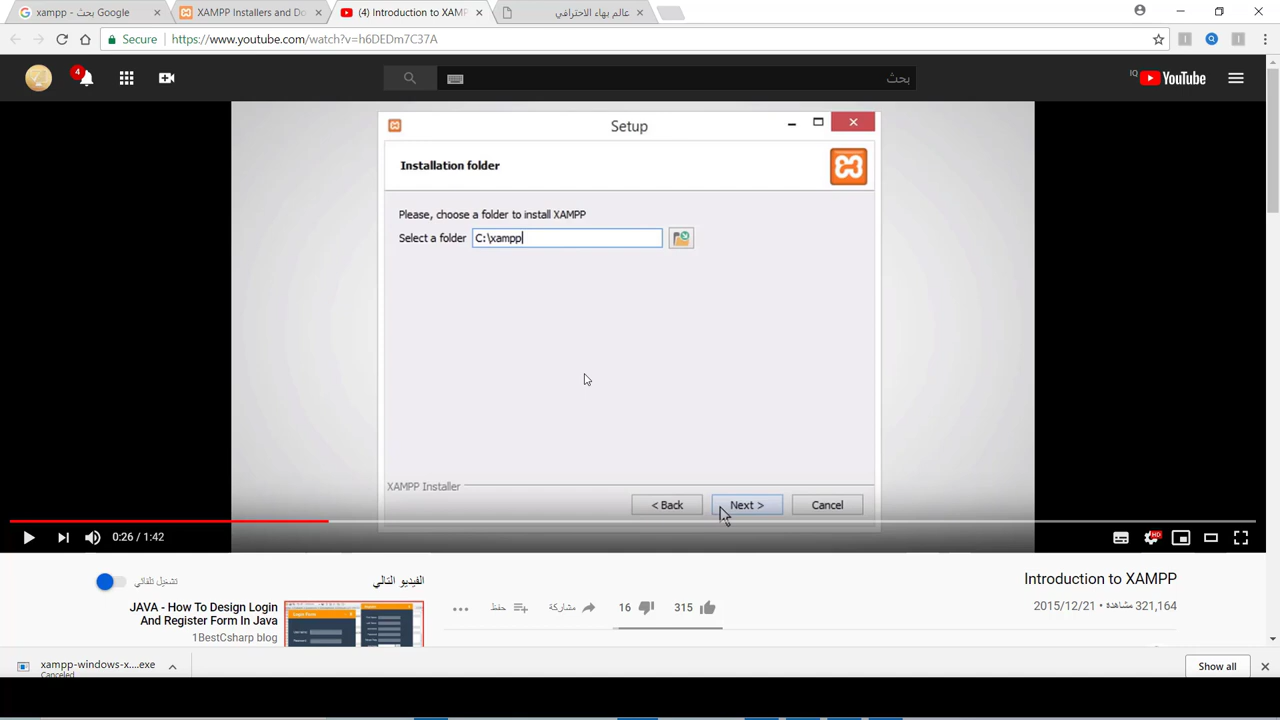 xampp - بحث Google
XAMPP Installers and Do
(4) Introduction to XAMP
عالم بهاء الاحترافي
Secure
https://www.youtube.com/watch?v=h6DEDm7C37A
4
بحث
IQ
YouTube
Setup
Installation folder
Please, choose a folder to install XAMPP
Select a folder
C:\xampp
XAMPP Installer
< Back
Next >
Cancel
0:26 / 1:42
HD
تشغيل تلقائي
الفيديو التالي
Introduction to XAMPP
JAVA - How To Design Login
And Register Form In Java
1BestCsharp blog
حفظ
مشاركة
16
315
321,164 مشاهدة • 2015/12/21
xampp-windows-x....exe
Canceled
Show all